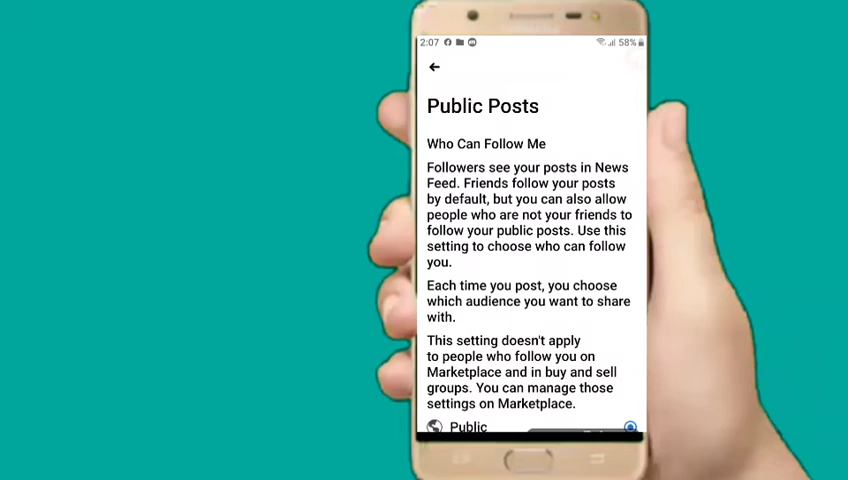 2:07
58%
Public Posts
Who Can Follow Me
Followers see your posts in News
Feed. Friends follow your posts
by default, but you can also allow
people who are not your friends to
follow your public posts. Use this
setting to choose who can follow
you.
Each time you post, you choose
which audience you want to share
with.
This setting doesn't apply
to people who follow you on
Marketplace and in buy and sell
groups. You can manage those
settings on Marketplace.
Public